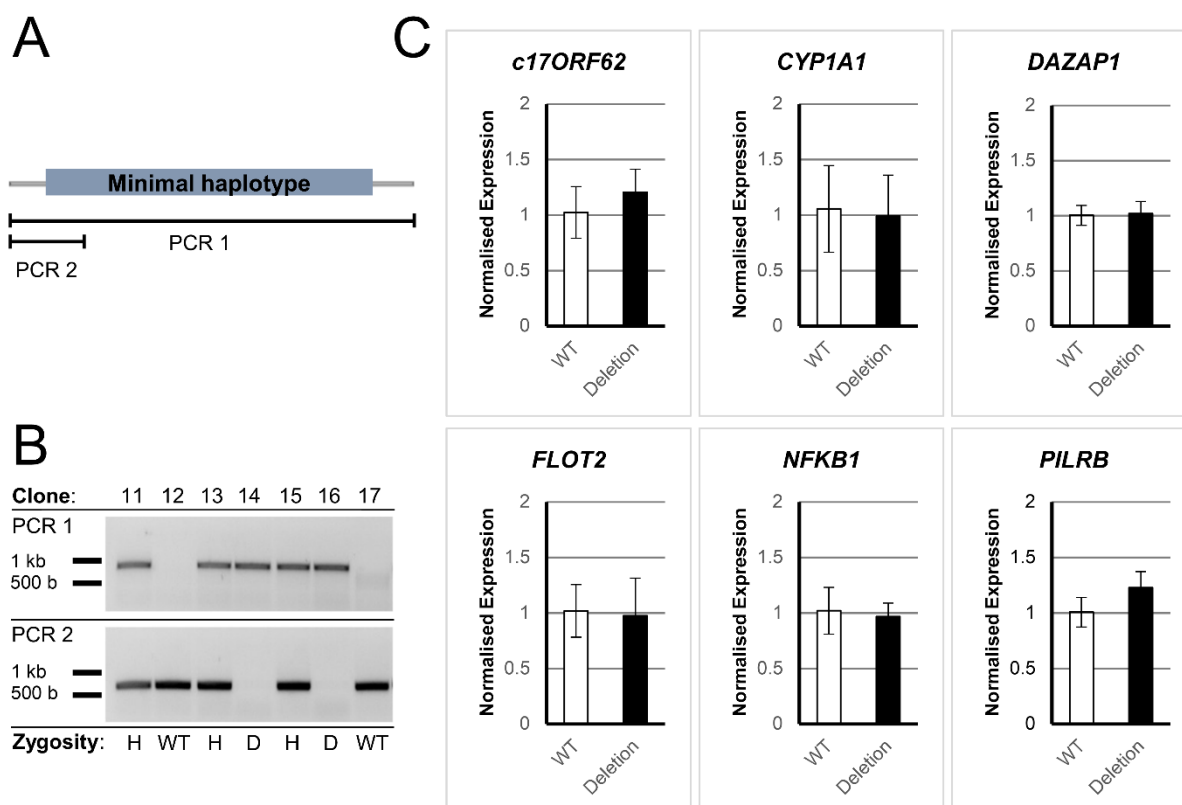 A
Minimal haplotype
PCR 1
PCR 2
B
Clone: 11 12 13 14 15 16 17
PCR 1
1 kb
500 b
PCR 2
1 kb
500 b
Zygosity: H WT H D H D WT
C
c17ORF62
Normalised Expression
2
1.5
1
0.5
0
WT
Deletion
CYP1A1
Normalised Expression
2
1.5
1
0.5
0
WT
Deletion
DAZAP1
Normalised Expression
2
1.5
1
0.5
0
WT
Deletion
FLOT2
Normalised Expression
2
1.5
1
0.5
0
WT
Deletion
NFKB1
Normalised Expression
2
1.5
1
0.5
0
WT
Deletion
PILRB
Normalised Expression
2
1.5
1
0.5
0
WT
Deletion